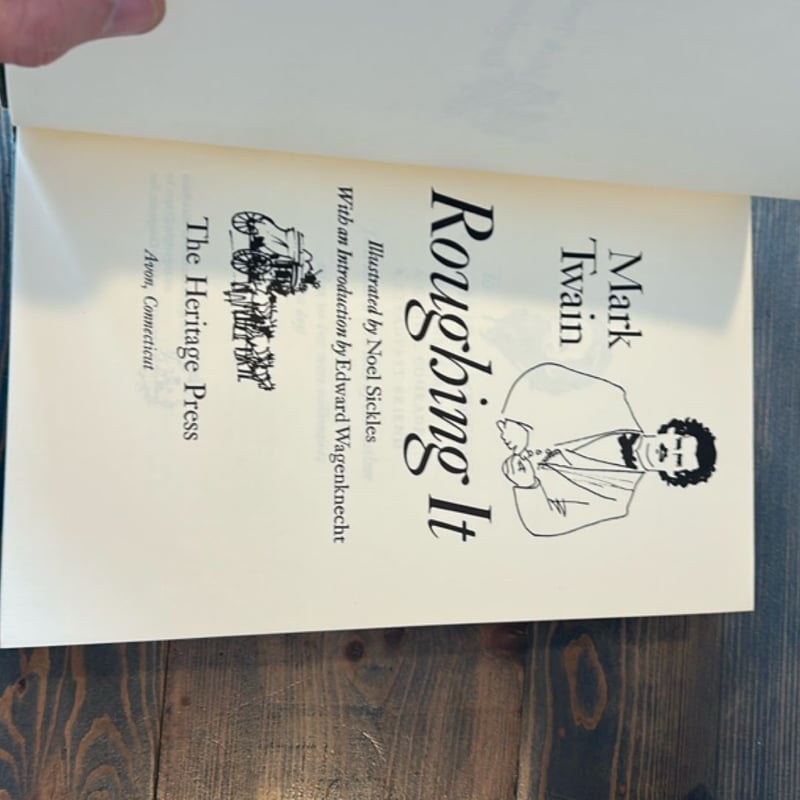 Mark
Twain
Roughing It
Illustrated by Noel Sickles
With an Introduction by Edward Wagenknecht
The Heritage Press
Avon, Connecticut